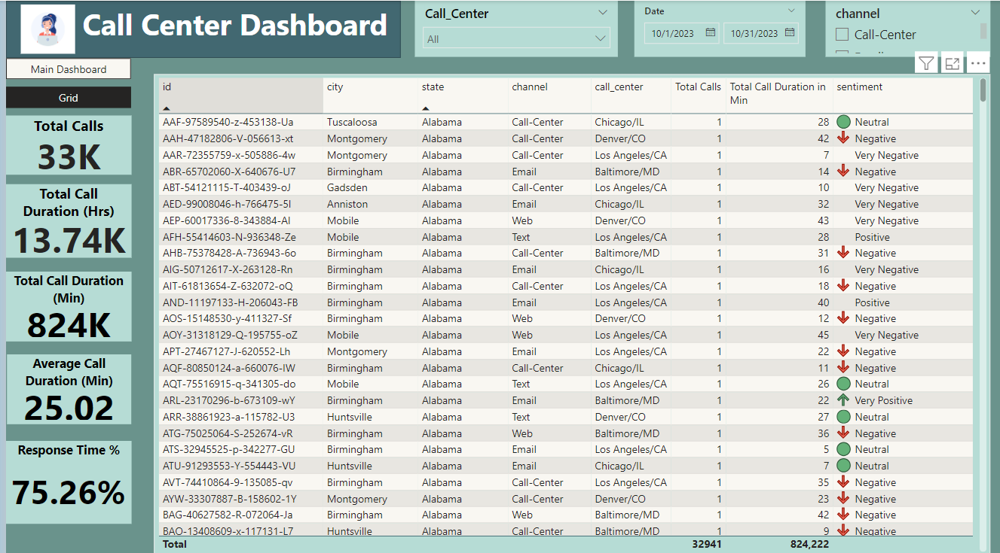 Call Center Dashboard
Call_Center
All
Date
10/1/2023 10/31/2023
channel
Call-Center
Main Dashboard
Grid
Total Calls
33K
Total Call
Duration (Hrs)
13.74K
Total Call Duration
(Min)
824K
Average Call
Duration (Min)
25.02
Response Time %
75.26%
id city state channel call_center Total Calls Total Call Duration in Min sentiment
AAF-97589540-z-453138-Ua Tuscaloosa Alabama Call-Center Chicago/IL 1 28 Neutral
AAH-47182806-V-056613-xt Montgomery Alabama Call-Center Denver/CO 1 42 Negative
AAR-72355759-x-505886-4w Montgomery Alabama Call-Center Los Angeles/CA 1 7 Very Negative
ABR-65702060-X-640676-U7 Birmingham Alabama Email Baltimore/MD 1 14 Negative
ABT-54121115-T-403439-oJ Gadsden Alabama Call-Center Los Angeles/CA 1 10 Very Negative
AED-99008046-h-766475-5I Anniston Alabama Email Chicago/IL 1 32 Very Negative
AEP-60017336-8-343884-AI Mobile Alabama Web Denver/CO 1 43 Very Negative
AFH-55414603-N-936348-Ze Mobile Alabama Text Los Angeles/CA 1 28 Positive
AHB-75378428-A-736943-6o Birmingham Alabama Call-Center Baltimore/MD 1 31 Negative
AIG-50712617-X-263128-Rn Birmingham Alabama Email Chicago/IL 1 16 Very Negative
AIT-61813654-Z-632072-oQ Birmingham Alabama Call-Center Los Angeles/CA 1 18 Negative
AND-11197133-H-206043-FB Birmingham Alabama Email Los Angeles/CA 1 40 Positive
AOS-15148530-y-411327-Sf Birmingham Alabama Web Denver/CO 1 12 Negative
AOY-31318129-Q-195755-oZ Mobile Alabama Web Los Angeles/CA 1 45 Very Negative
APT-27467127-J-620552-Lh Montgomery Alabama Email Los Angeles/CA 1 22 Negative
AQF-80850124-a-660076-IW Birmingham Alabama Call-Center Chicago/IL 1 11 Negative
AQT-75516915-q-341305-do Mobile Alabama Text Los Angeles/CA 1 26 Neutral
ARL-23170296-b-673109-wY Birmingham Alabama Email Baltimore/MD 1 22 Very Positive
ARR-38861923-a-115782-U3 Huntsville Alabama Text Denver/CO 1 27 Neutral
ATG-75025064-S-252674-vR Birmingham Alabama Web Baltimore/MD 1 36 Negative
ATS-32945525-p-342277-GU Birmingham Alabama Email Los Angeles/CA 1 5 Neutral
ATU-91293553-Y-554443-VU Huntsville Alabama Email Chicago/IL 1 7 Neutral
AVT-74410864-9-135085-qv Birmingham Alabama Call-Center Los Angeles/CA 1 35 Negative
AYW-33307887-B-158602-1Y Montgomery Alabama Call-Center Denver/CO 1 23 Negative
BAG-40627582-R-072064-Ja Birmingham Alabama Web Baltimore/MD 1 42 Negative
BAO-13408609-x-117131-L7 Huntsville Alabama Call-Center Baltimore/MD 1 9 Negative
Total 32941 824,222